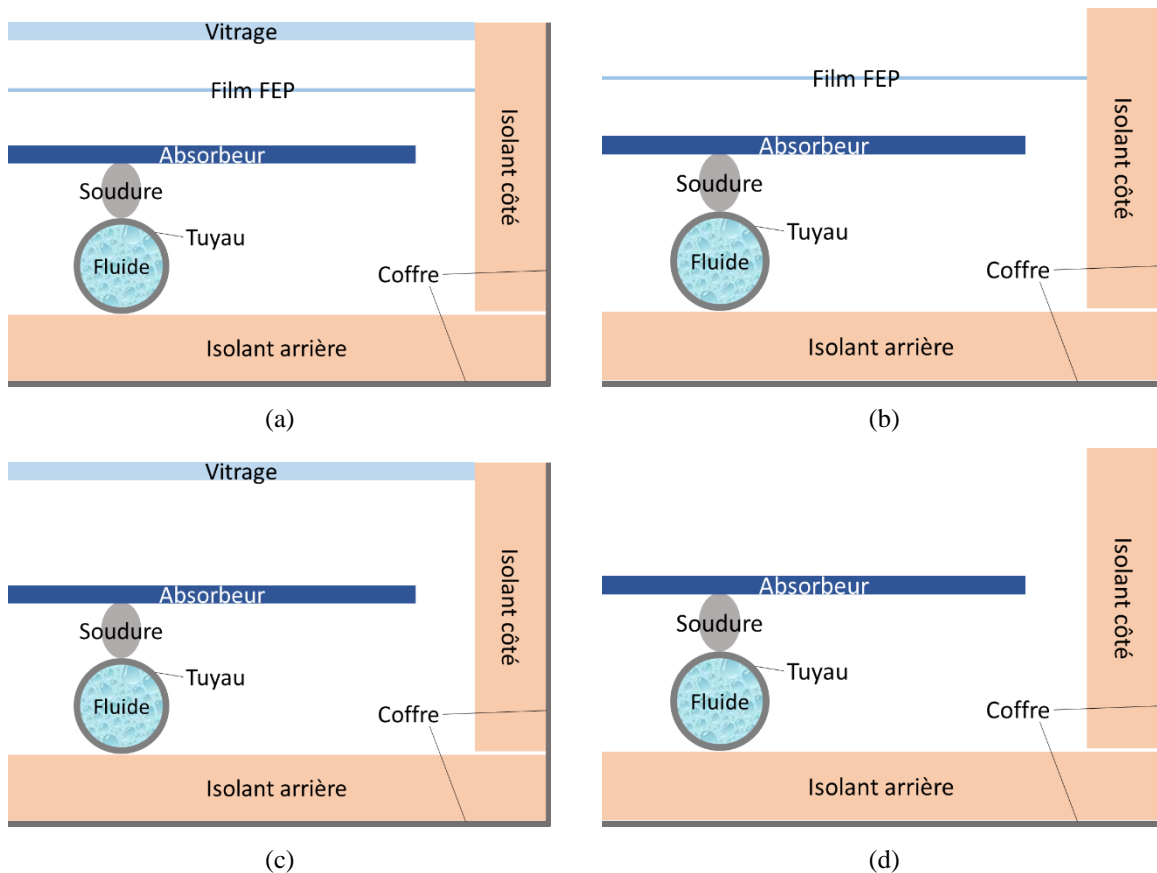 Vitrage
Film FEP
Absorbeur
Soudure
Tuyau
Fluide
Coffre
Isolant côté
Isolant arrière
(a)
Film FEP
Absorbeur
Soudure
Tuyau
Fluide
Coffre
Isolant côté
Isolant arrière
(b)
Vitrage
Absorbeur
Soudure
Tuyau
Fluide
Coffre
Isolant côté
Isolant arrière
(c)
Absorbeur
Soudure
Tuyau
Fluide
Coffre
Isolant côté
Isolant arrière
(d)